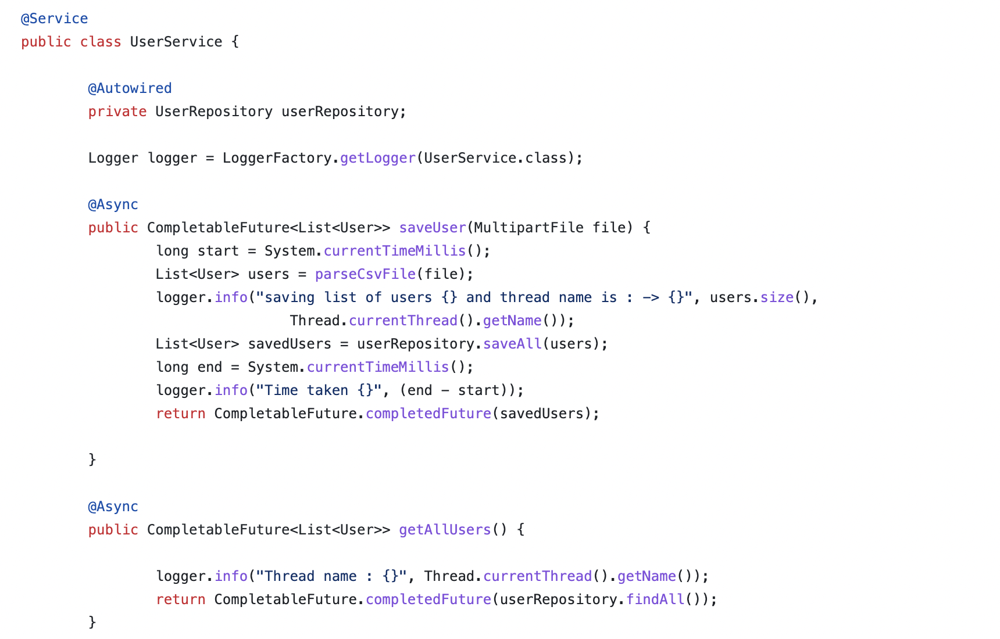 @Service
public class UserService {
@Autowired
private UserRepository userRepository;
Logger logger = LoggerFactory.getLogger(UserService.class);
@Async
public CompletableFuture<List<User>> saveUser(MultipartFile file) {
long start = System.currentTimeMillis();
List<User> users = parseCsvFile(file);
logger.info("saving list of users {} and thread name is : -> {}", users.size(),
Thread.currentThread().getName());
List<User> savedUsers = userRepository.saveAll(users);
long end = System.currentTimeMillis();
logger.info("Time taken {}", (end - start));
return CompletableFuture.completedFuture(savedUsers);
}
@Async
public CompletableFuture<List<User>> getAllUsers() {
logger.info("Thread name : {}", Thread.currentThread().getName());
return CompletableFuture.completedFuture(userRepository.findAll());
}